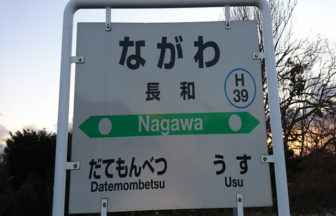 ながわ
長和
H
39
Nagawa
だてもんべつ うす
Datemombetsu Usu